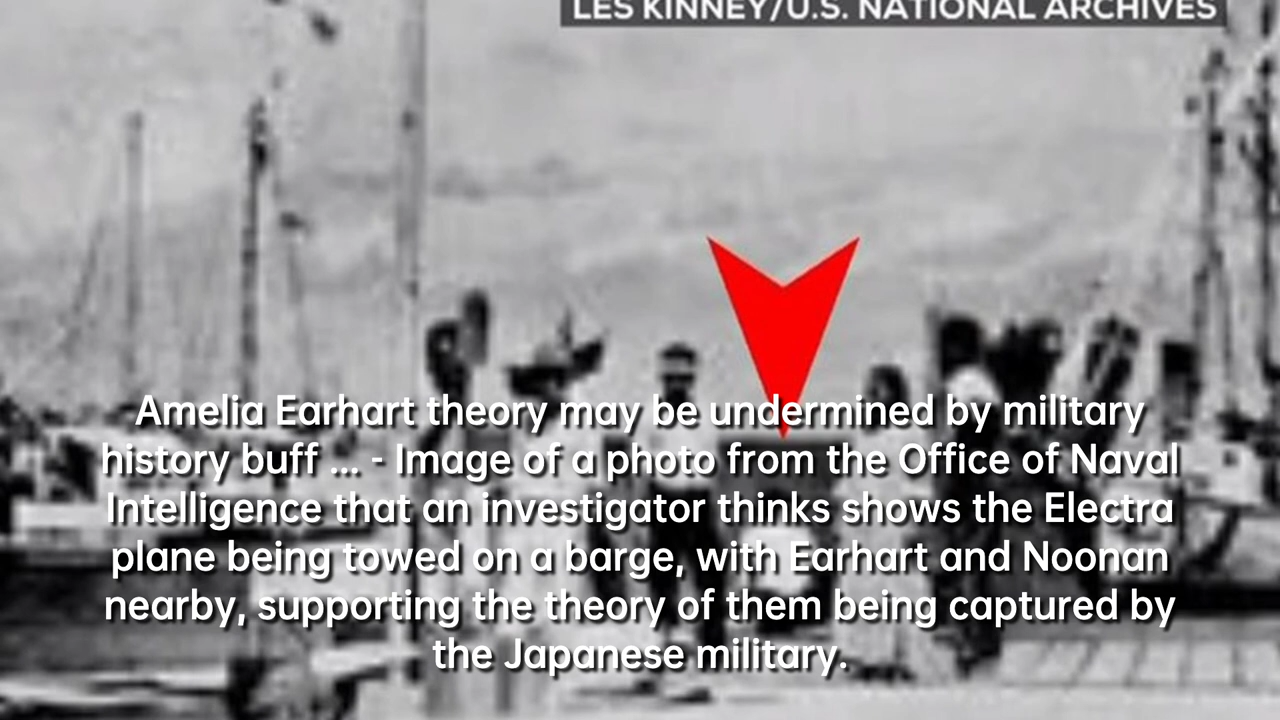 LES KINNEY/U.S. NATIONAL ARCHIVES
Amelia Earhart theory may be undermined by military
history buff ... - Image of a photo from the Office of Naval
Intelligence that an investigator thinks shows the Electra
plane being towed on a barge, with Earhart and Noonan
nearby, supporting the theory of them being captured by
the Japanese military.